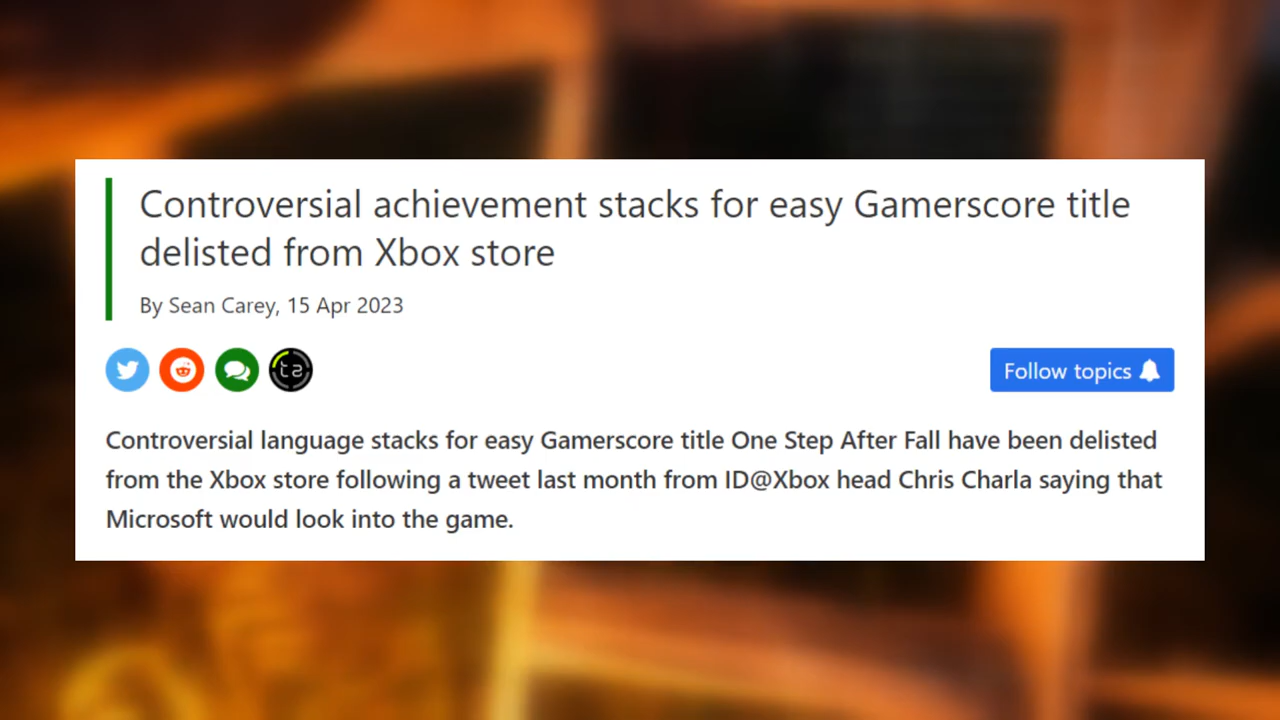 Controversial achievement stacks for easy Gamerscore title
delisted from Xbox store
By Sean Carey, 15 Apr 2023
ta
Follow topics
Controversial language stacks for easy Gamerscore title One Step After Fall have been delisted
from the Xbox store following a tweet last month from ID@Xbox head Chris Charla saying that
Microsoft would look into the game.